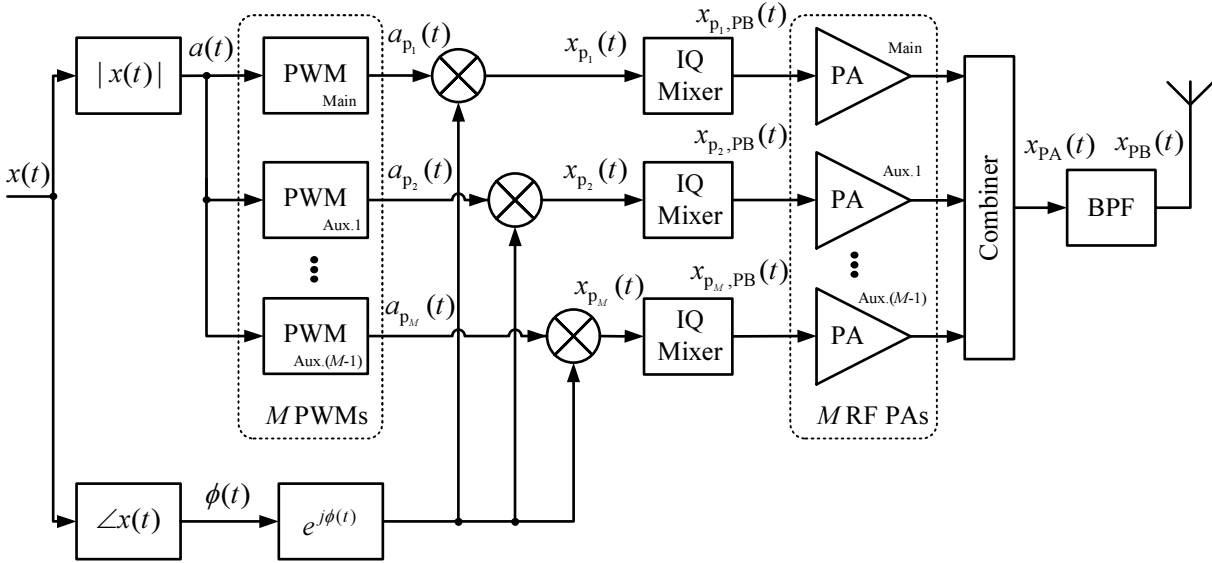 x(t)
|x(t)|
a(t)
PWM
Main
a_{p_1}(t)
x_{p_1}(t)
IQ
Mixer
x_{p_1,PB}(t)
PA
Main
PWM
Aux.1
a_{p_2}(t)
x_{p_2}(t)
IQ
Mixer
x_{p_2,PB}(t)
PA
Aux.1
PWM
Aux.(M-1)
a_{p_M}(t)
x_{p_M}(t)
IQ
Mixer
x_{p_M,PB}(t)
PA
Aux.(M-1)
M PWMs
M RF PAs
Combiner
x_{PA}(t)
BPF
x_{PB}(t)
∠x(t)
ϕ(t)
e^{jϕ(t)}